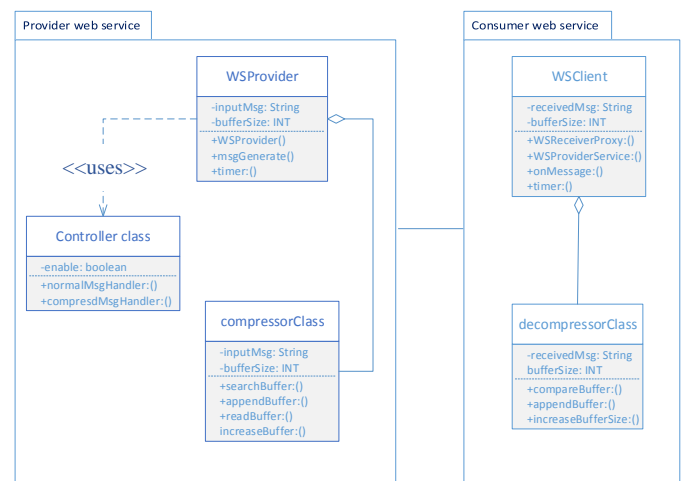 Provider web service
WSProvider
-inputMsg: String
-bufferSize: INT
+WSProvider()
+msgGenerate()
+timer:()
<<uses>>
Controller class
-enable: boolean
+normalMsgHandler:()
+compresdMsgHandler:()
compressorClass
-inputMsg: String
-bufferSize: INT
+searchBuffer:()
+appendBuffer:()
+readBuffer:()
increaseBuffer:()
Consumer web service
WSClient
-receivedMsg: String
-bufferSize: INT
+WSReceiverProxy:()
+WSProviderService:()
+onMessage:()
+timer:()
decompressorClass
-receivedMsg: String
bufferSize: INT
+compareBuffer:()
+appendBuffer:()
+increaseBufferSize:()